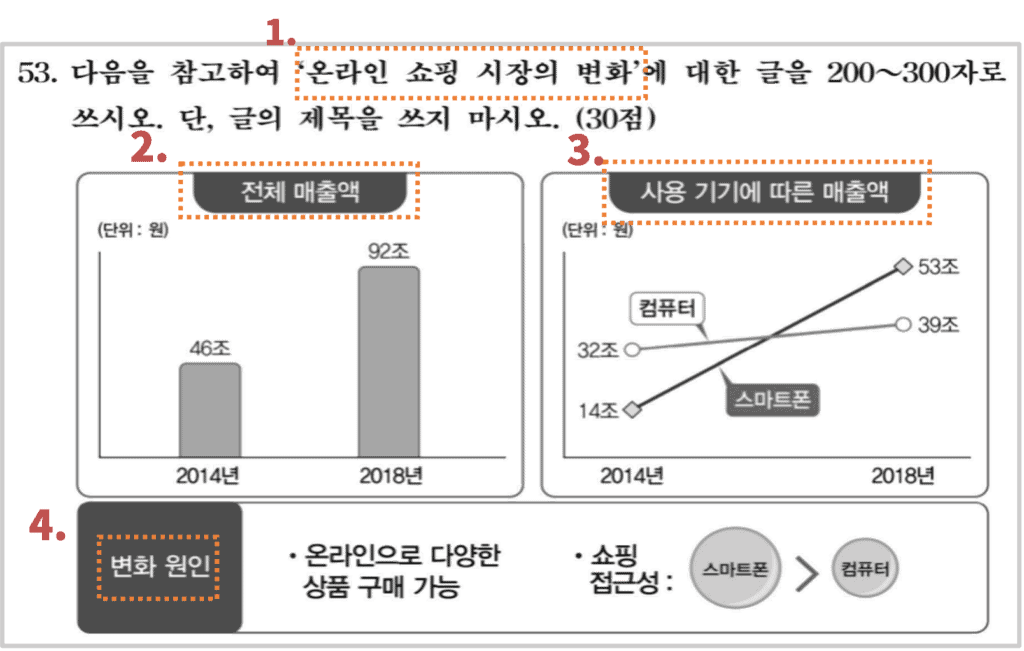 1.
53. 다음을 참고하여 ‘온라인 쇼핑 시장의 변화’에 대한 글을 200~300자로
쓰시오. 단, 글의 제목을 쓰지 마시오. (30점)
2.
전체 매출액
(단위 : 원)
92조
46조
2014년 2018년
3.
사용 기기에 따른 매출액
(단위 : 원)
53조
컴퓨터
39조
32조
스마트폰
14조
2014년 2018년
4.
변화 원인
• 온라인으로 다양한
상품 구매 가능
• 쇼핑
접근성 : 스마트폰 > 컴퓨터